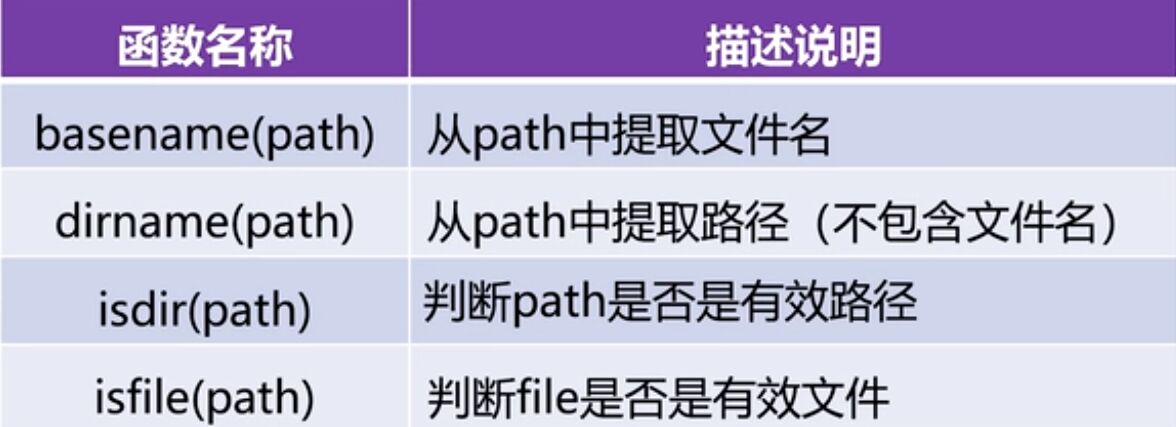 函数名称 描述说明
basename(path) 从path中提取文件名
dirname(path) 从path中提取路径（不包含文件名）
isdir(path) 判断path是否是有效路径
isfile(path) 判断file是否是有效文件